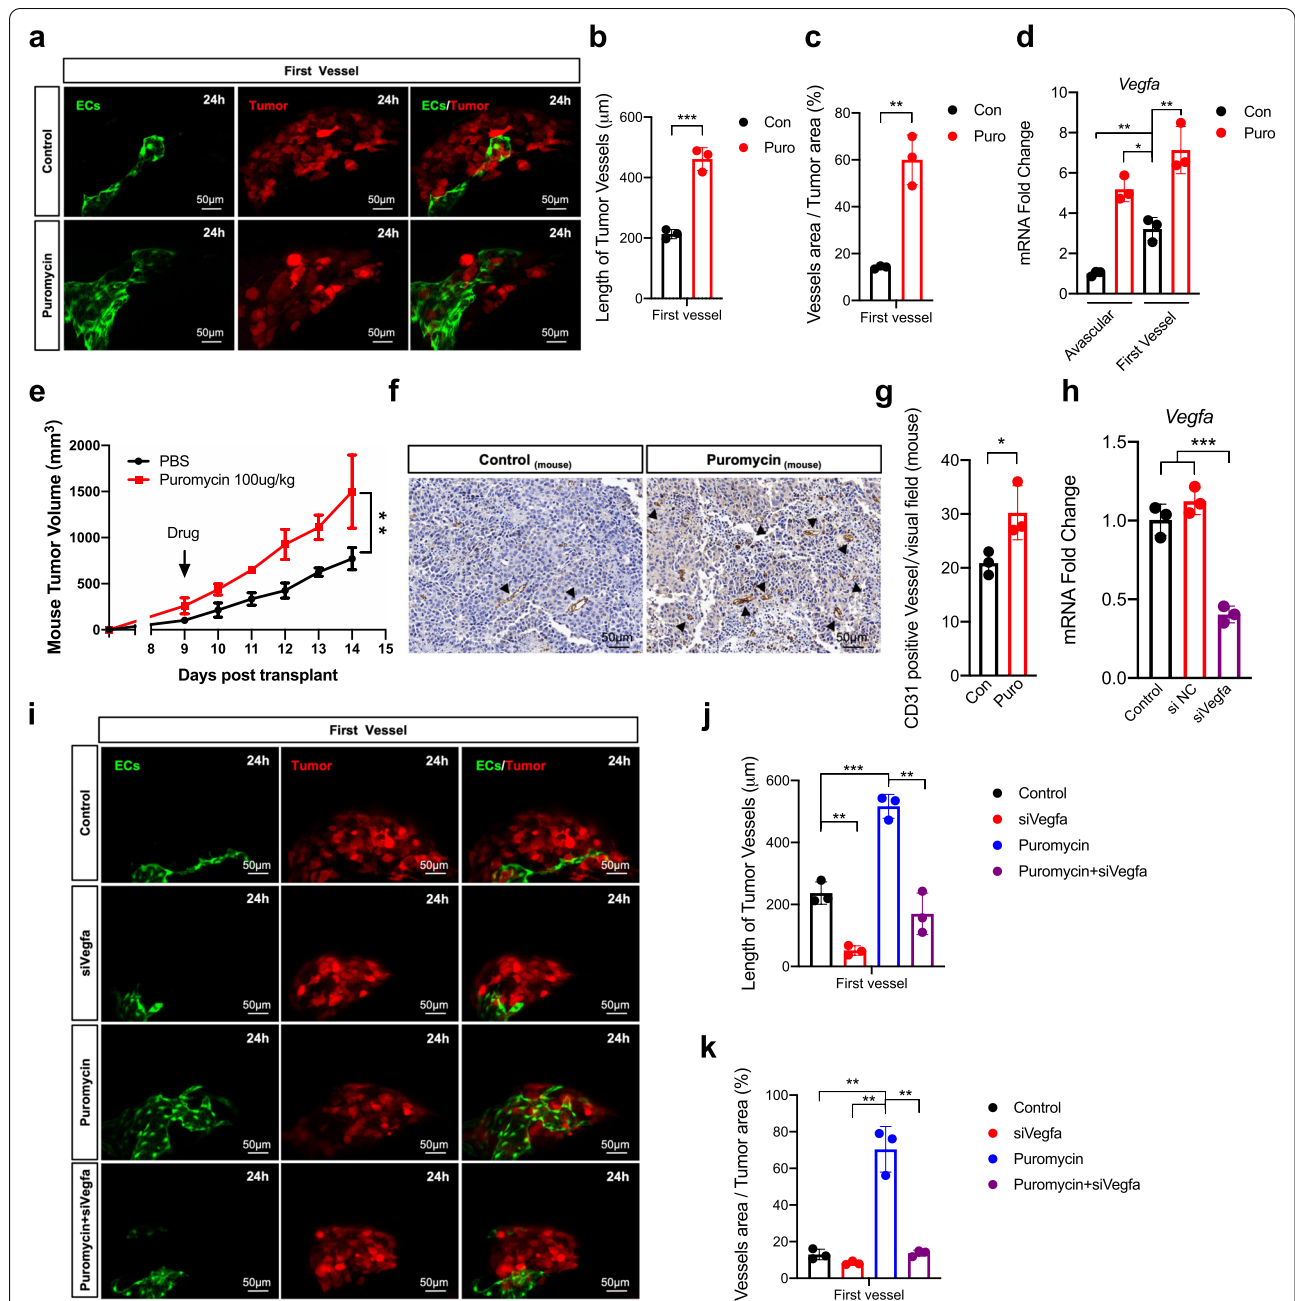 a
First Vessel
Control
ECs
24h
50μm
Tumor
24h
50μm
ECs/Tumor
24h
50μm
Puromycin
24h
50μm
24h
50μm
24h
50μm
b
Length of Tumor Vessels (μm)
600
400
200
0
***
Con
Puro
First vessel
c
Vessels area / Tumor area (%)
80
60
40
20
0
**
Con
Puro
First vessel
d
Vegfa
mRNA Fold Change
10
8
6
4
2
0
**
**
*
Con
Puro
Avascular
First Vessel
e
Mouse Tumor Volume (mm³)
2000
1500
1000
500
0
PBS
Puromycin 100ug/kg
Drug
**
8 9 10 11 12 13 14 15
Days post transplant
f
Control (mouse)
Puromycin (mouse)
50μm
50μm
g
CD31 positive Vessel/ visual field (mouse)
40
30
20
10
0
*
Con
Puro
h
Vegfa
mRNA Fold Change
1.5
1.0
0.5
0.0
***
Control
si NC
siVegfa
i
First Vessel
Control
ECs
24h
50μm
Tumor
24h
50μm
ECs/Tumor
24h
50μm
siVegfa
24h
50μm
24h
50μm
24h
50μm
Puromycin
24h
50μm
24h
50μm
24h
50μm
Puromycin+siVegfa
24h
50μm
24h
50μm
24h
50μm
j
Length of Tumor Vessels (μm)
600
400
200
0
***
**
**
First vessel
Control
siVegfa
Puromycin
Puromycin+siVegfa
k
Vessels area / Tumor area (%)
100
80
60
40
20
0
**
**
**
First vessel
Control
siVegfa
Puromycin
Puromycin+siVegfa